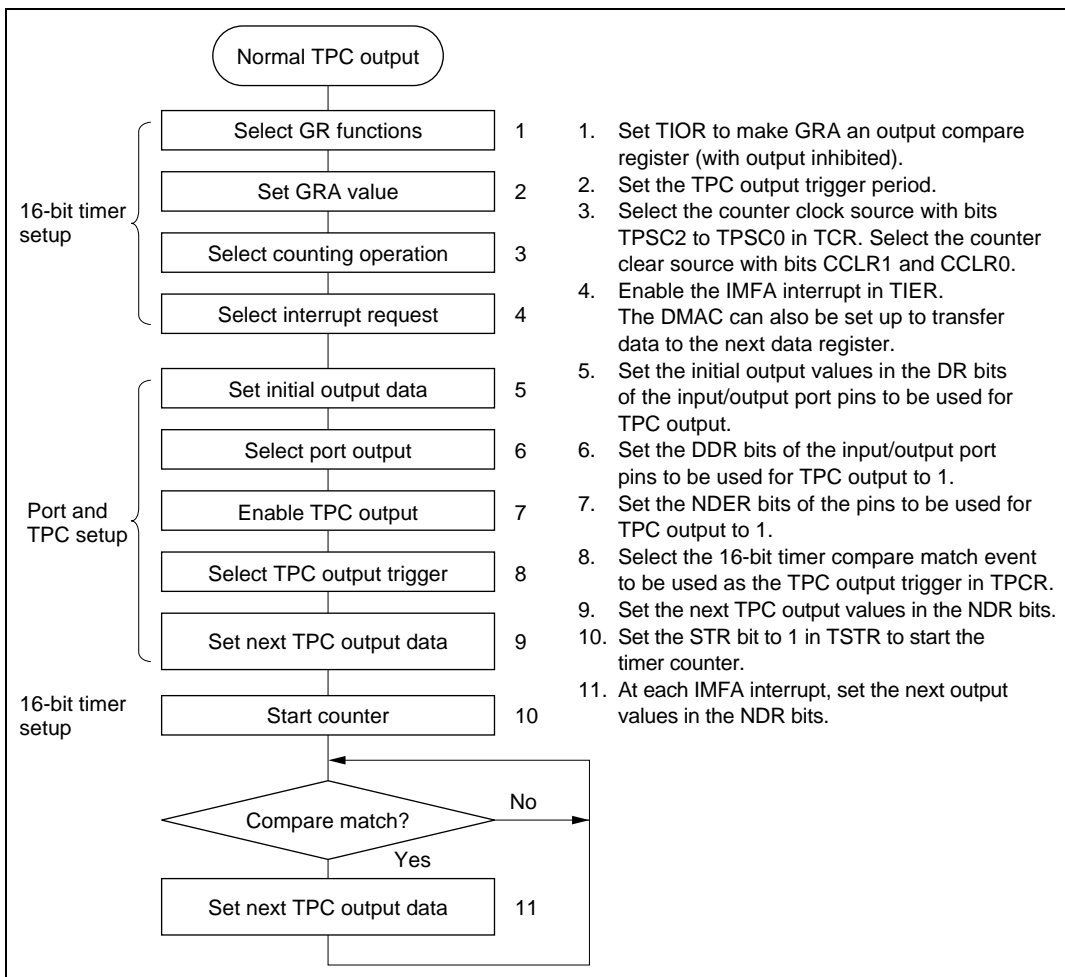 Normal TPC output
16-bit timer
setup
Select GR functions 1
Set GRA value 2
Select counting operation 3
Select interrupt request 4
Port and
TPC setup
Set initial output data 5
Select port output 6
Enable TPC output 7
Select TPC output trigger 8
Set next TPC output data 9
16-bit timer
setup
Start counter 10
Compare match?
No
Yes
Set next TPC output data 11
1. Set TIOR to make GRA an output compare
register (with output inhibited).
2. Set the TPC output trigger period.
3. Select the counter clock source with bits
TPSC2 to TPSC0 in TCR. Select the counter
clear source with bits CCLR1 and CCLR0.
4. Enable the IMFA interrupt in TIER.
The DMAC can also be set up to transfer
data to the next data register.
5. Set the initial output values in the DR bits
of the input/output port pins to be used for
TPC output.
6. Set the DDR bits of the input/output port
pins to be used for TPC output to 1.
7. Set the NDER bits of the pins to be used for
TPC output to 1.
8. Select the 16-bit timer compare match event
to be used as the TPC output trigger in TPCR.
9. Set the next TPC output values in the NDR bits.
10. Set the STR bit to 1 in TSTR to start the
timer counter.
11. At each IMFA interrupt, set the next output
values in the NDR bits.